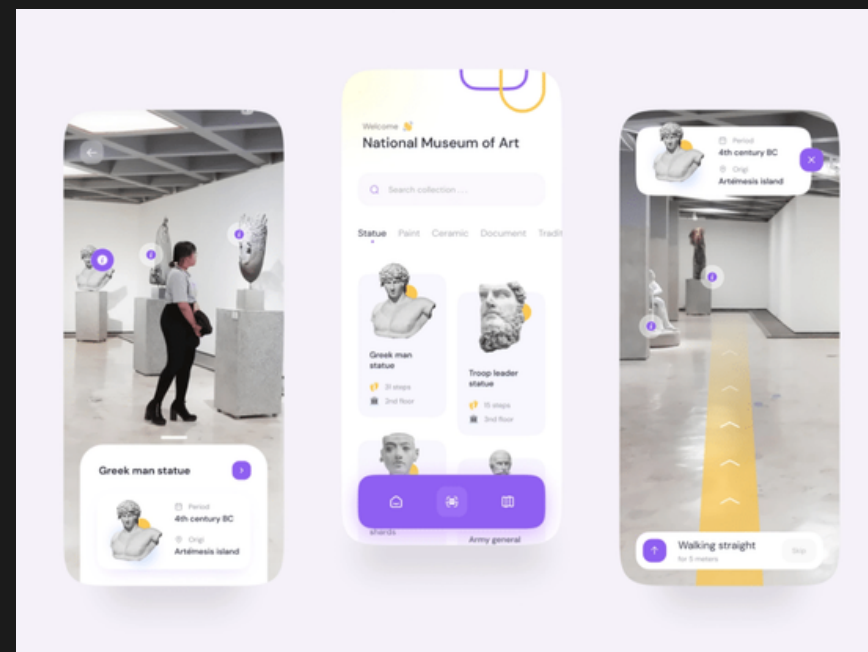 Greek man statue
Period
4th century BC
Origi
Artémesis island
Welcome
National Museum of Art
Search collection ...
Statue Paint Ceramic Document Tradit
Greek man
statue
31 steps
2nd floor
Troop leader
statue
15 steps
2nd floor
shards
Army general
Period
4th century BC
Origi
Artémesis island
Walking straight
for 5 meters
Skip